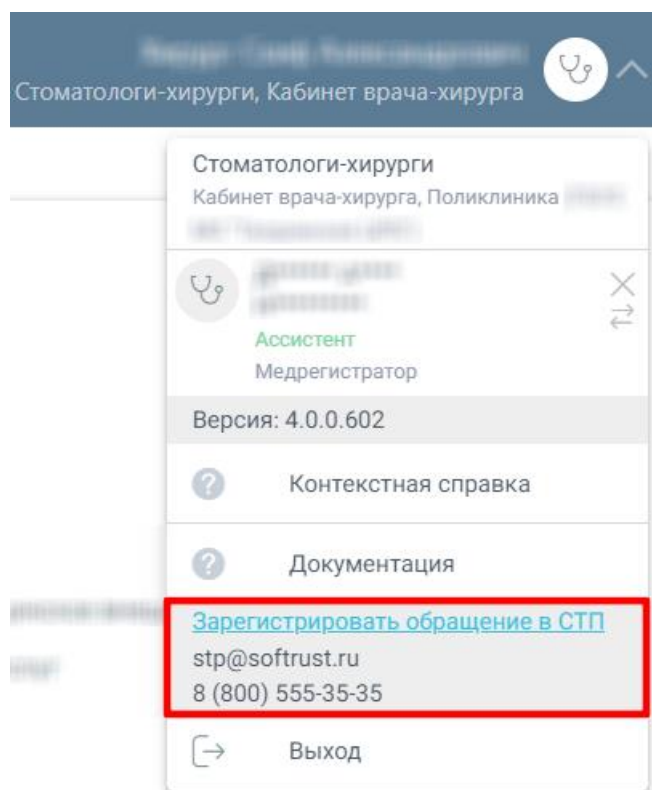 Стоматологи-хирурги, Кабинет врача-хирурга
Стоматологи-хирурги
Кабинет врача-хирурга, Поликлиника
Ассистент
Медрегистратор
Версия: 4.0.0.602
Контекстная справка
Документация
Зарегистрировать обращение в СТП
stp@softrust.ru
8 (800) 555-35-35
Выход